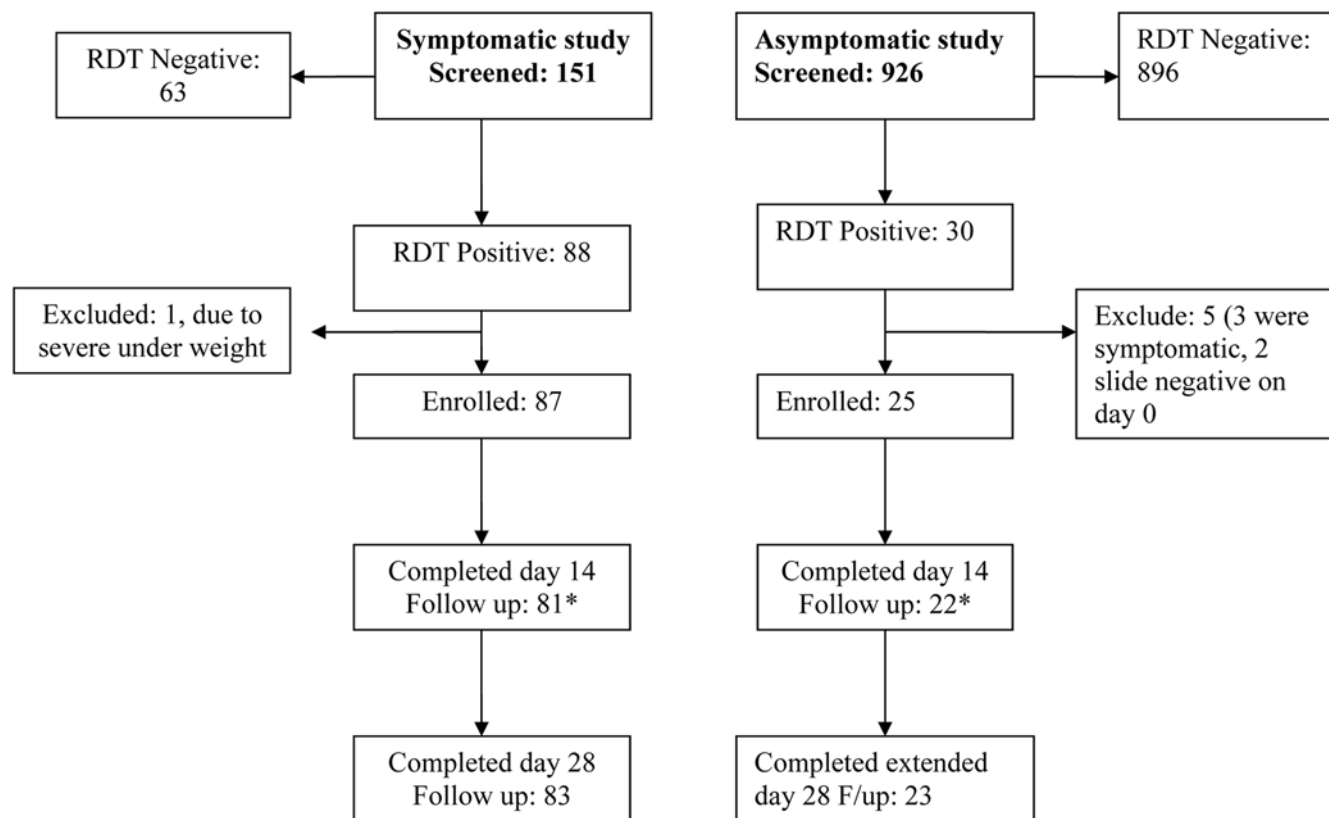 RDT Negative:
63
Symptomatic study
Screened: 151
Asymptomatic study
Screened: 926
RDT Negative:
896
RDT Positive: 88
RDT Positive: 30
Excluded: 1, due to
severe under weight
Exclude: 5 (3 were
symptomatic, 2
slide negative on
day 0
Enrolled: 87
Enrolled: 25
Completed day 14
Follow up: 81*
Completed day 14
Follow up: 22*
Completed day 28
Follow up: 83
Completed extended
day 28 F/up: 23